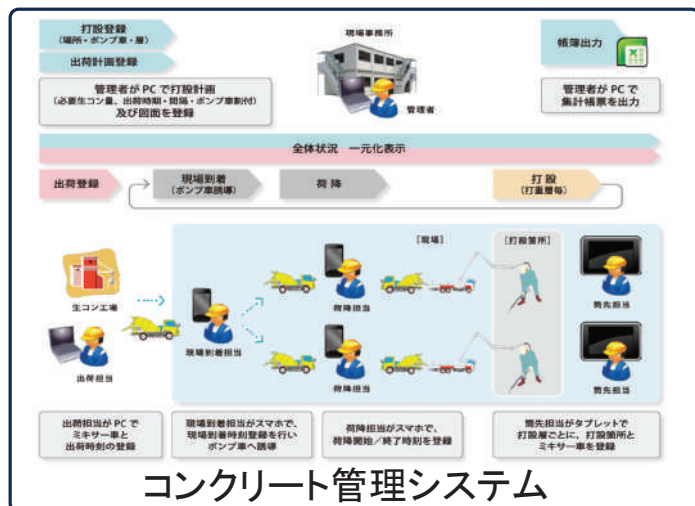 打設登録
(場所・ポンプ車・層)
出荷計画登録
管理者が PC で打設計画
(必要生コン量、出荷時期・間隔・ポンプ車割付)
及び図面を登録
現場事務所
管理者
帳簿出力
管理者が PC で
集計帳票を出力
全体状況 一元化表示
出荷登録
現場到着
(ポンプ車誘導)
荷降
打設
(打重層毎)
[現場]
[打設箇所]
生コン工場
出荷担当
現場到着担当
荷降担当
荷降担当
筒先担当
筒先担当
出荷担当が PC で
ミキサー車と
出荷時刻の登録
現場到着担当がスマホで、
現場到着時刻登録を行い
ポンプ車へ誘導
荷降担当がスマホで、
荷降開始/終了時刻を登録
筒先担当がタブレットで
打設層ごとに、打設箇所と
ミキサー車を登録
コンクリート管理システム